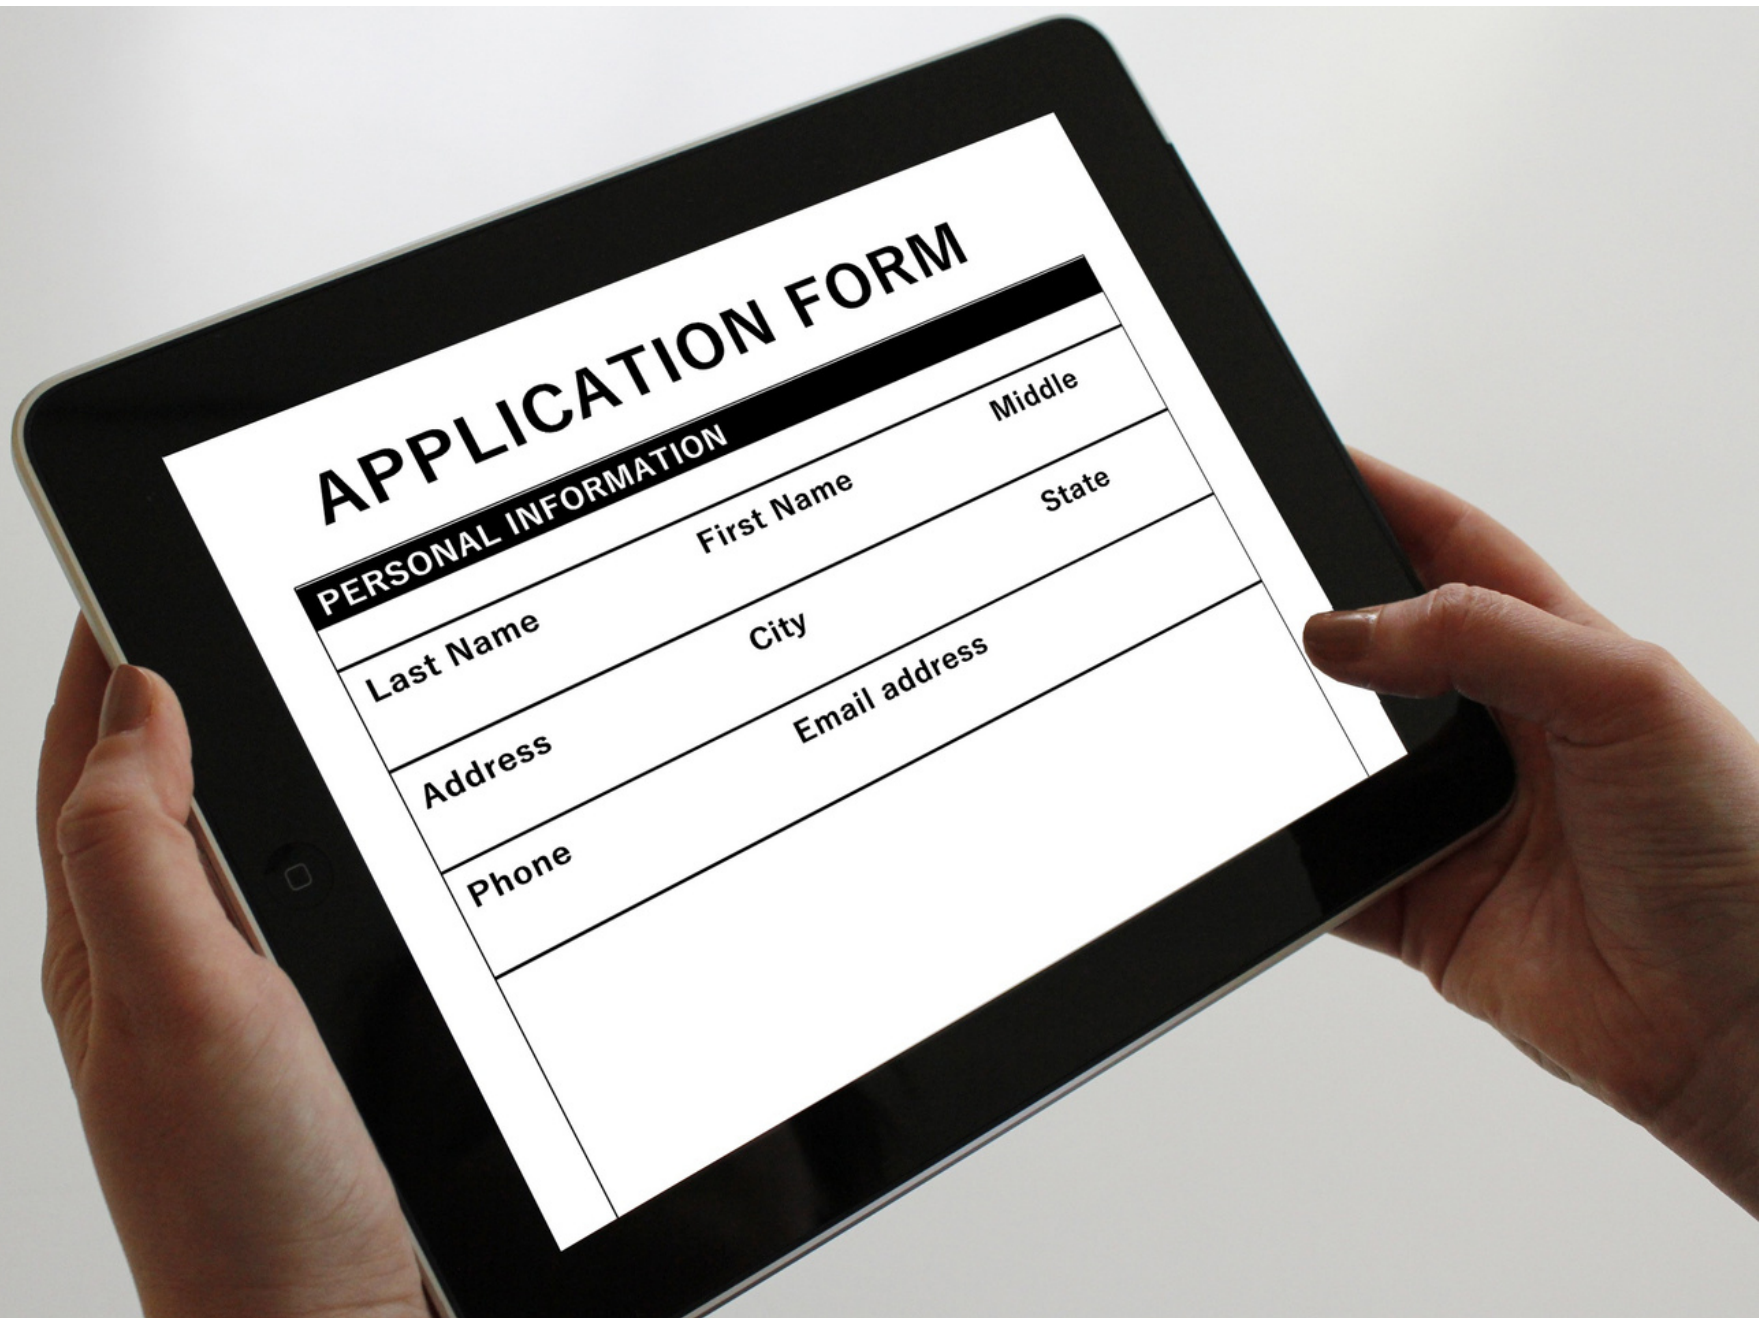 APPLICATION FORM
PERSONAL INFORMATION
Last Name First Name Middle
Address City State
Phone Email address